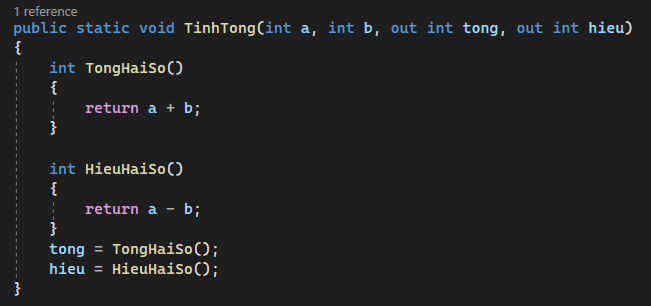 1 reference
public static void TinhTong(int a, int b, out int tong, out int hieu)
{
    int TongHaiSo()
    {
        return a + b;
    }

    int HieuHaiSo()
    {
        return a - b;
    }
    tong = TongHaiSo();
    hieu = HieuHaiSo();
}